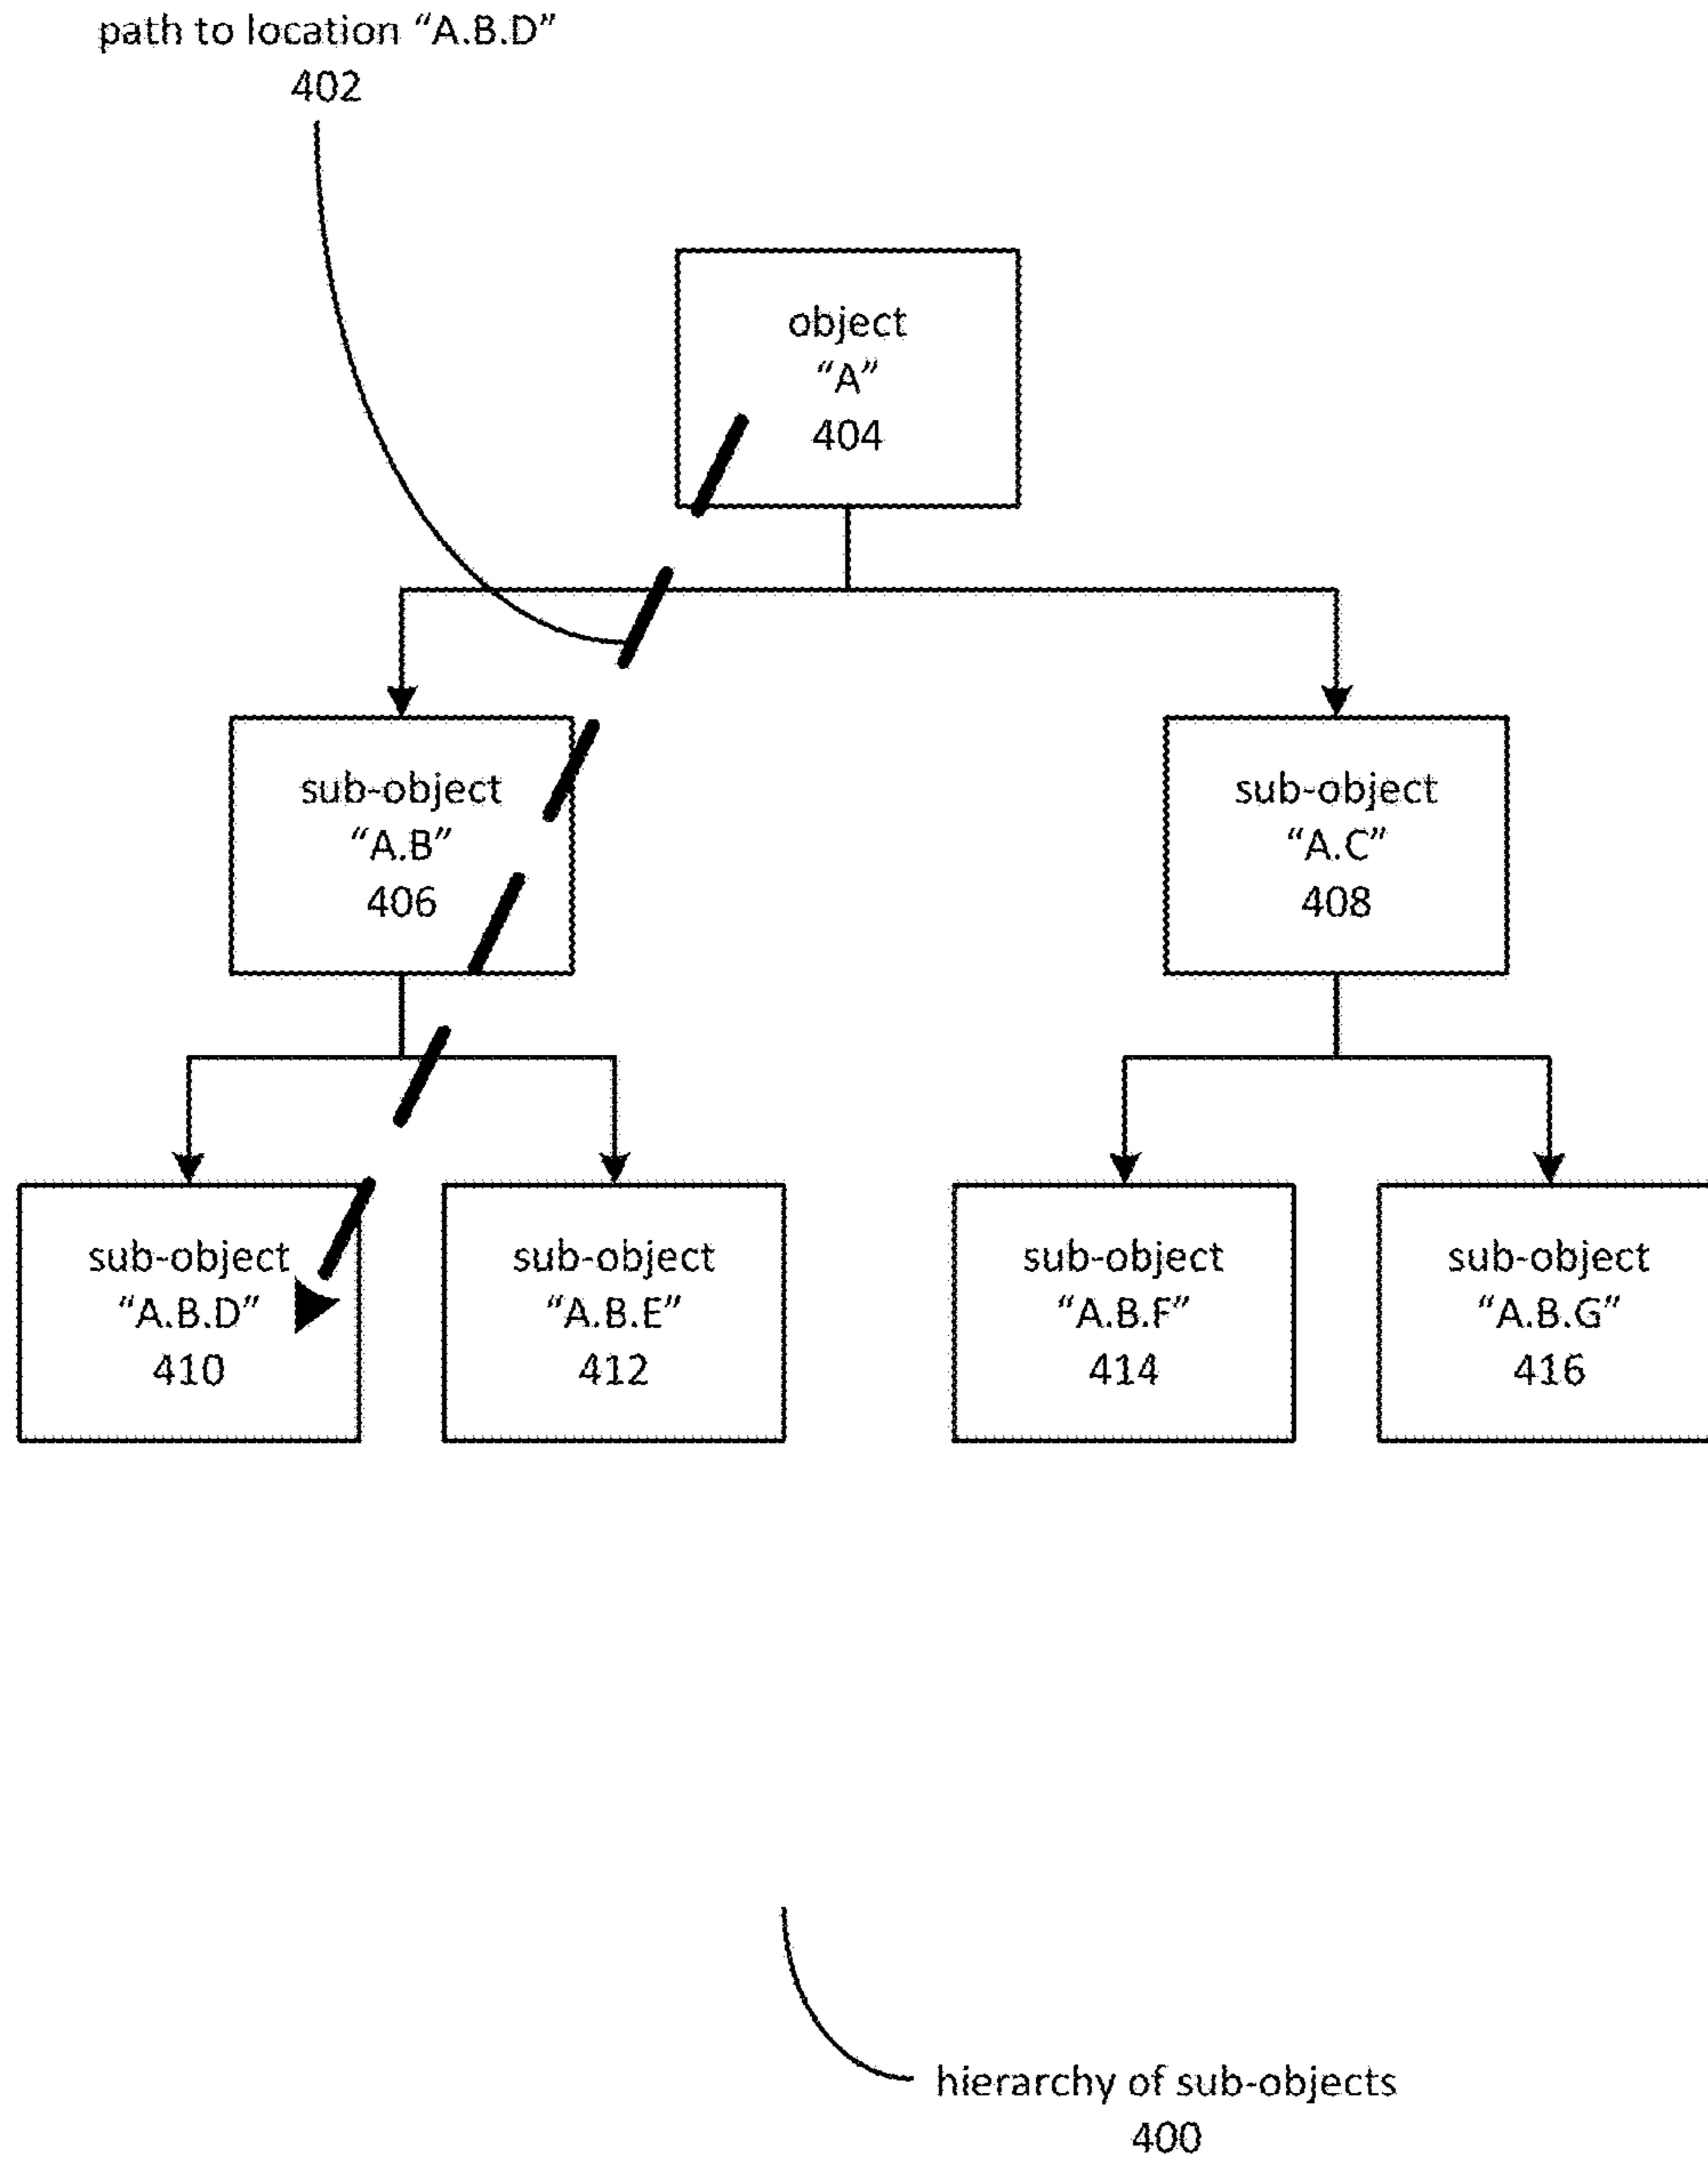 path to location “A.B.D”
402
object
“A”
404
sub-object
“A.B”
406
sub-object
“A.C”
408
sub-object
“A.B.D”
410
sub-object
“A.B.E”
412
sub-object
“A.B.F”
414
sub-object
“A.B.G”
416
hierarchy of sub-objects
400